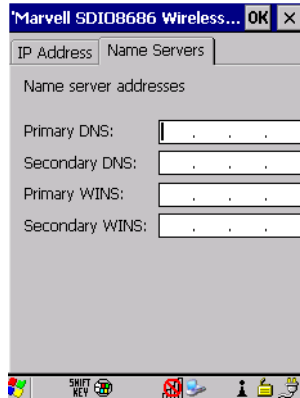 'Marvell SDIO8686 Wireless... OK ×
IP Address Name Servers
Name server addresses
Primary DNS: . . .
Secondary DNS: . . .
Primary WINS: . . .
Secondary WINS: . . .
SHIFT
KEY